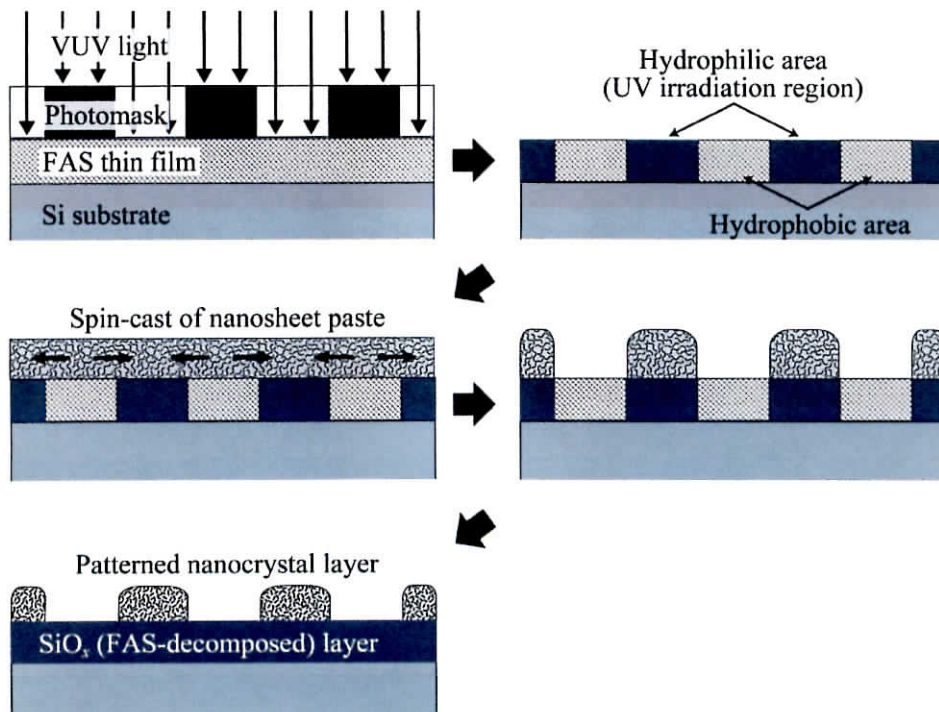 VUV light
Photomask
FAS thin film
Si substrate
Hydrophilic area
(UV irradiation region)
Hydrophobic area
Spin-cast of nanosheet paste
Patterned nanocrystal layer
SiOₓ (FAS-decomposed) layer